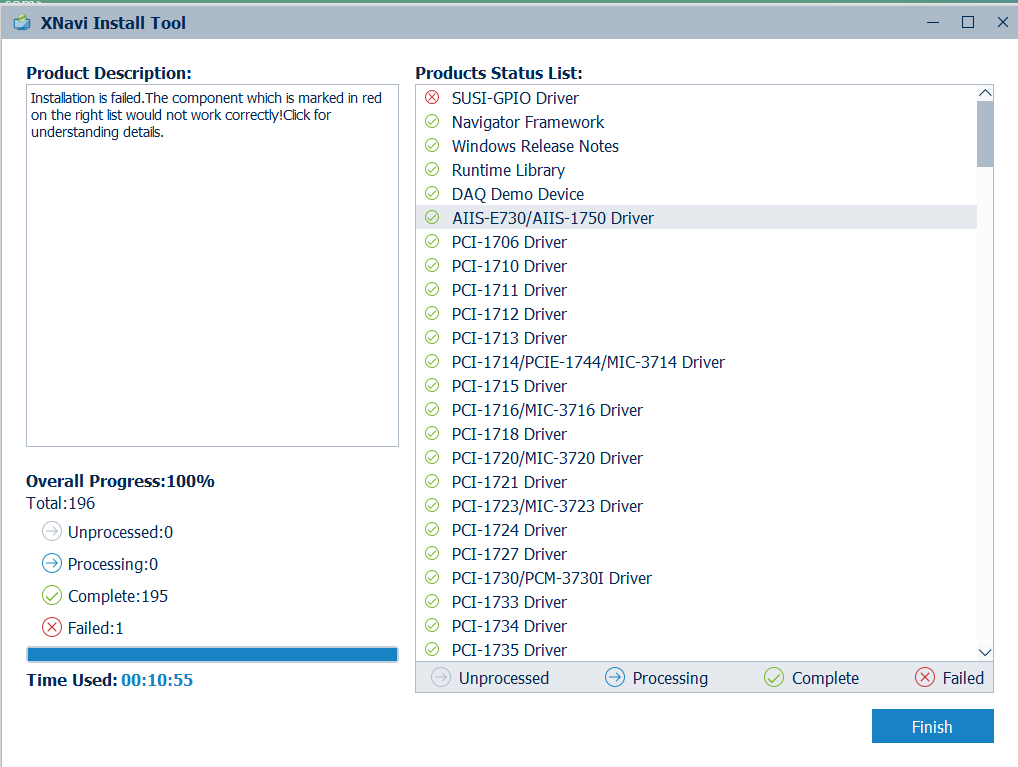 XNavi Install Tool
Product Description:
Installation is failed.The component which is marked in red
on the right list would not work correctly!Click for
understanding details.
Overall Progress:100%
Total:196
Unprocessed:0
Processing:0
Complete:195
Failed:1
Time Used: 00:10:55
Products Status List:
SUSI-GPIO Driver
Navigator Framework
Windows Release Notes
Runtime Library
DAQ Demo Device
AIIS-E730/AIIS-1750 Driver
PCI-1706 Driver
PCI-1710 Driver
PCI-1711 Driver
PCI-1712 Driver
PCI-1713 Driver
PCI-1714/PCIE-1744/MIC-3714 Driver
PCI-1715 Driver
PCI-1716/MIC-3716 Driver
PCI-1718 Driver
PCI-1720/MIC-3720 Driver
PCI-1721 Driver
PCI-1723/MIC-3723 Driver
PCI-1724 Driver
PCI-1727 Driver
PCI-1730/PCM-3730I Driver
PCI-1733 Driver
PCI-1734 Driver
PCI-1735 Driver
Unprocessed Processing Complete Failed
Finish